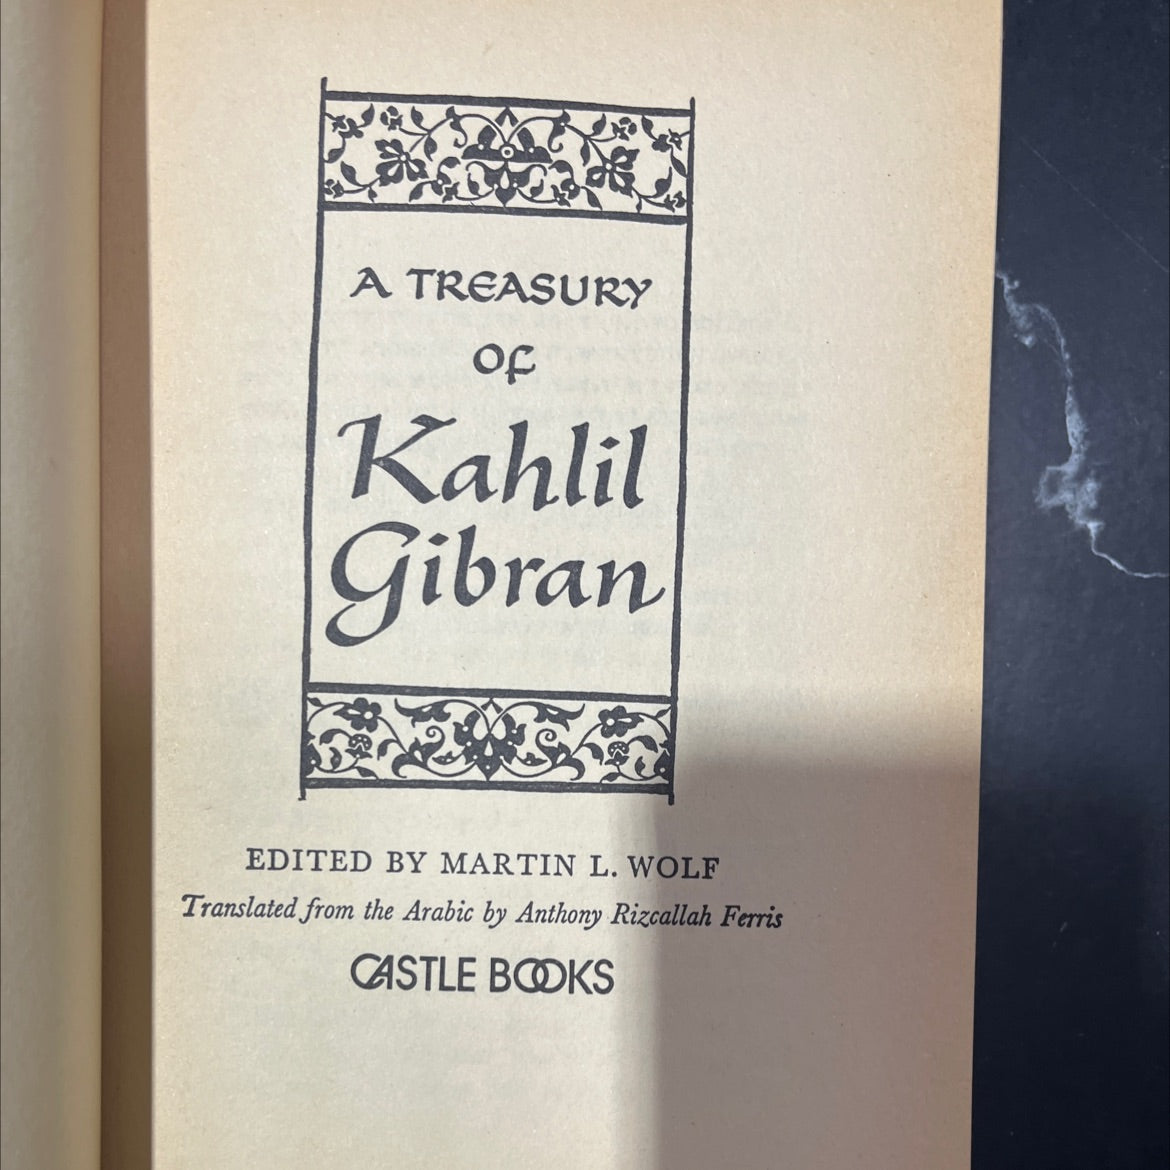 A TREASURY
OF
Kahlil
Gibran
EDITED BY MARTIN L. WOLF
Translated from the Arabic by Anthony Rizcallah Ferris
CASTLE BOOKS